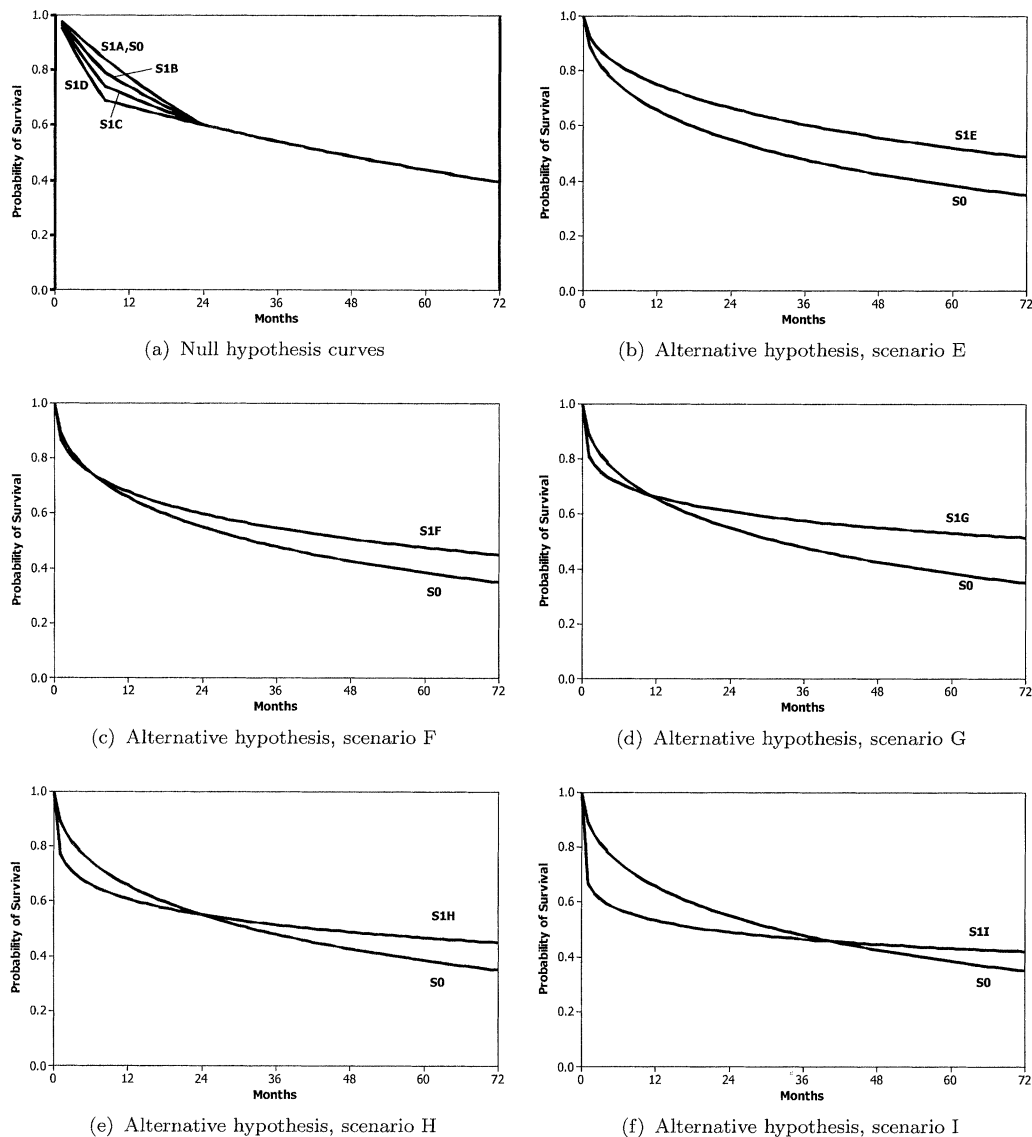 1.0
0.8
0.6
0.4
0.2
0.0
Probability of Survival
S1A,S0
S1B
S1D
S1C
0 12 24 36 48 60 72
Months
(a) Null hypothesis curves
1.0
0.8
0.6
0.4
0.2
0.0
Probability of Survival
S1E
S0
0 12 24 36 48 60 72
Months
(b) Alternative hypothesis, scenario E
1.0
0.8
0.6
0.4
0.2
0.0
Probability of Survival
S1F
S0
0 12 24 36 48 60 72
Months
(c) Alternative hypothesis, scenario F
1.0
0.8
0.6
0.4
0.2
0.0
Probability of Survival
S1G
S0
0 12 24 36 48 60 72
Months
(d) Alternative hypothesis, scenario G
1.0
0.8
0.6
0.4
0.2
0.0
Probability of Survival
S1H
S0
0 12 24 36 48 60 72
Months
(e) Alternative hypothesis, scenario H
1.0
0.8
0.6
0.4
0.2
0.0
Probability of Survival
S1I
S0
0 12 24 36 48 60 72
Months
(f) Alternative hypothesis, scenario I